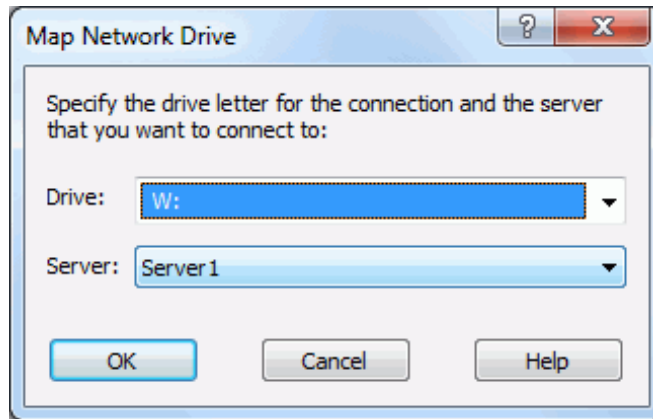 Map Network Drive
Specify the drive letter for the connection and the server
that you want to connect to:
Drive: W:
Server: Server1
OK Cancel Help